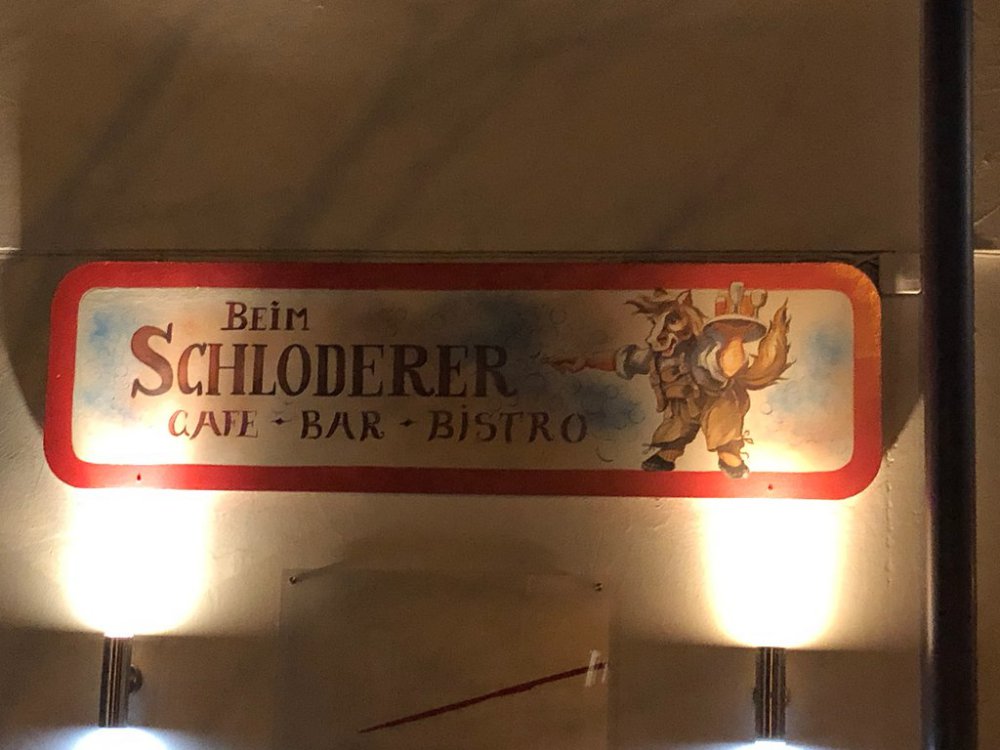 BEIM
SCHLODERER
CAFE - BAR - BISTRO